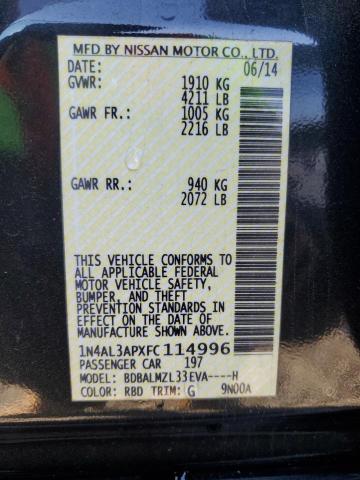 MFD BY NISSAN MOTOR CO., LTD.
DATE: 06/14
GVWR: 1910 KG
4211 LB
GAWR FR: 1005 KG
2216 LB
GAWR RR: 940 KG
2072 LB
THIS VEHICLE CONFORMS TO
ALL APPLICABLE FEDERAL
MOTOR VEHICLE SAFETY,
BUMPER, AND THEFT
PREVENTION STANDARDS IN
EFFECT ON THE DATE OF
MANUFACTURE SHOWN ABOVE.
1N4AL3APXFC114996
PASSENGER CAR 197
MODEL: BDBALMZL33EVA----H
COLOR: RBD TRIM: G 9N00A